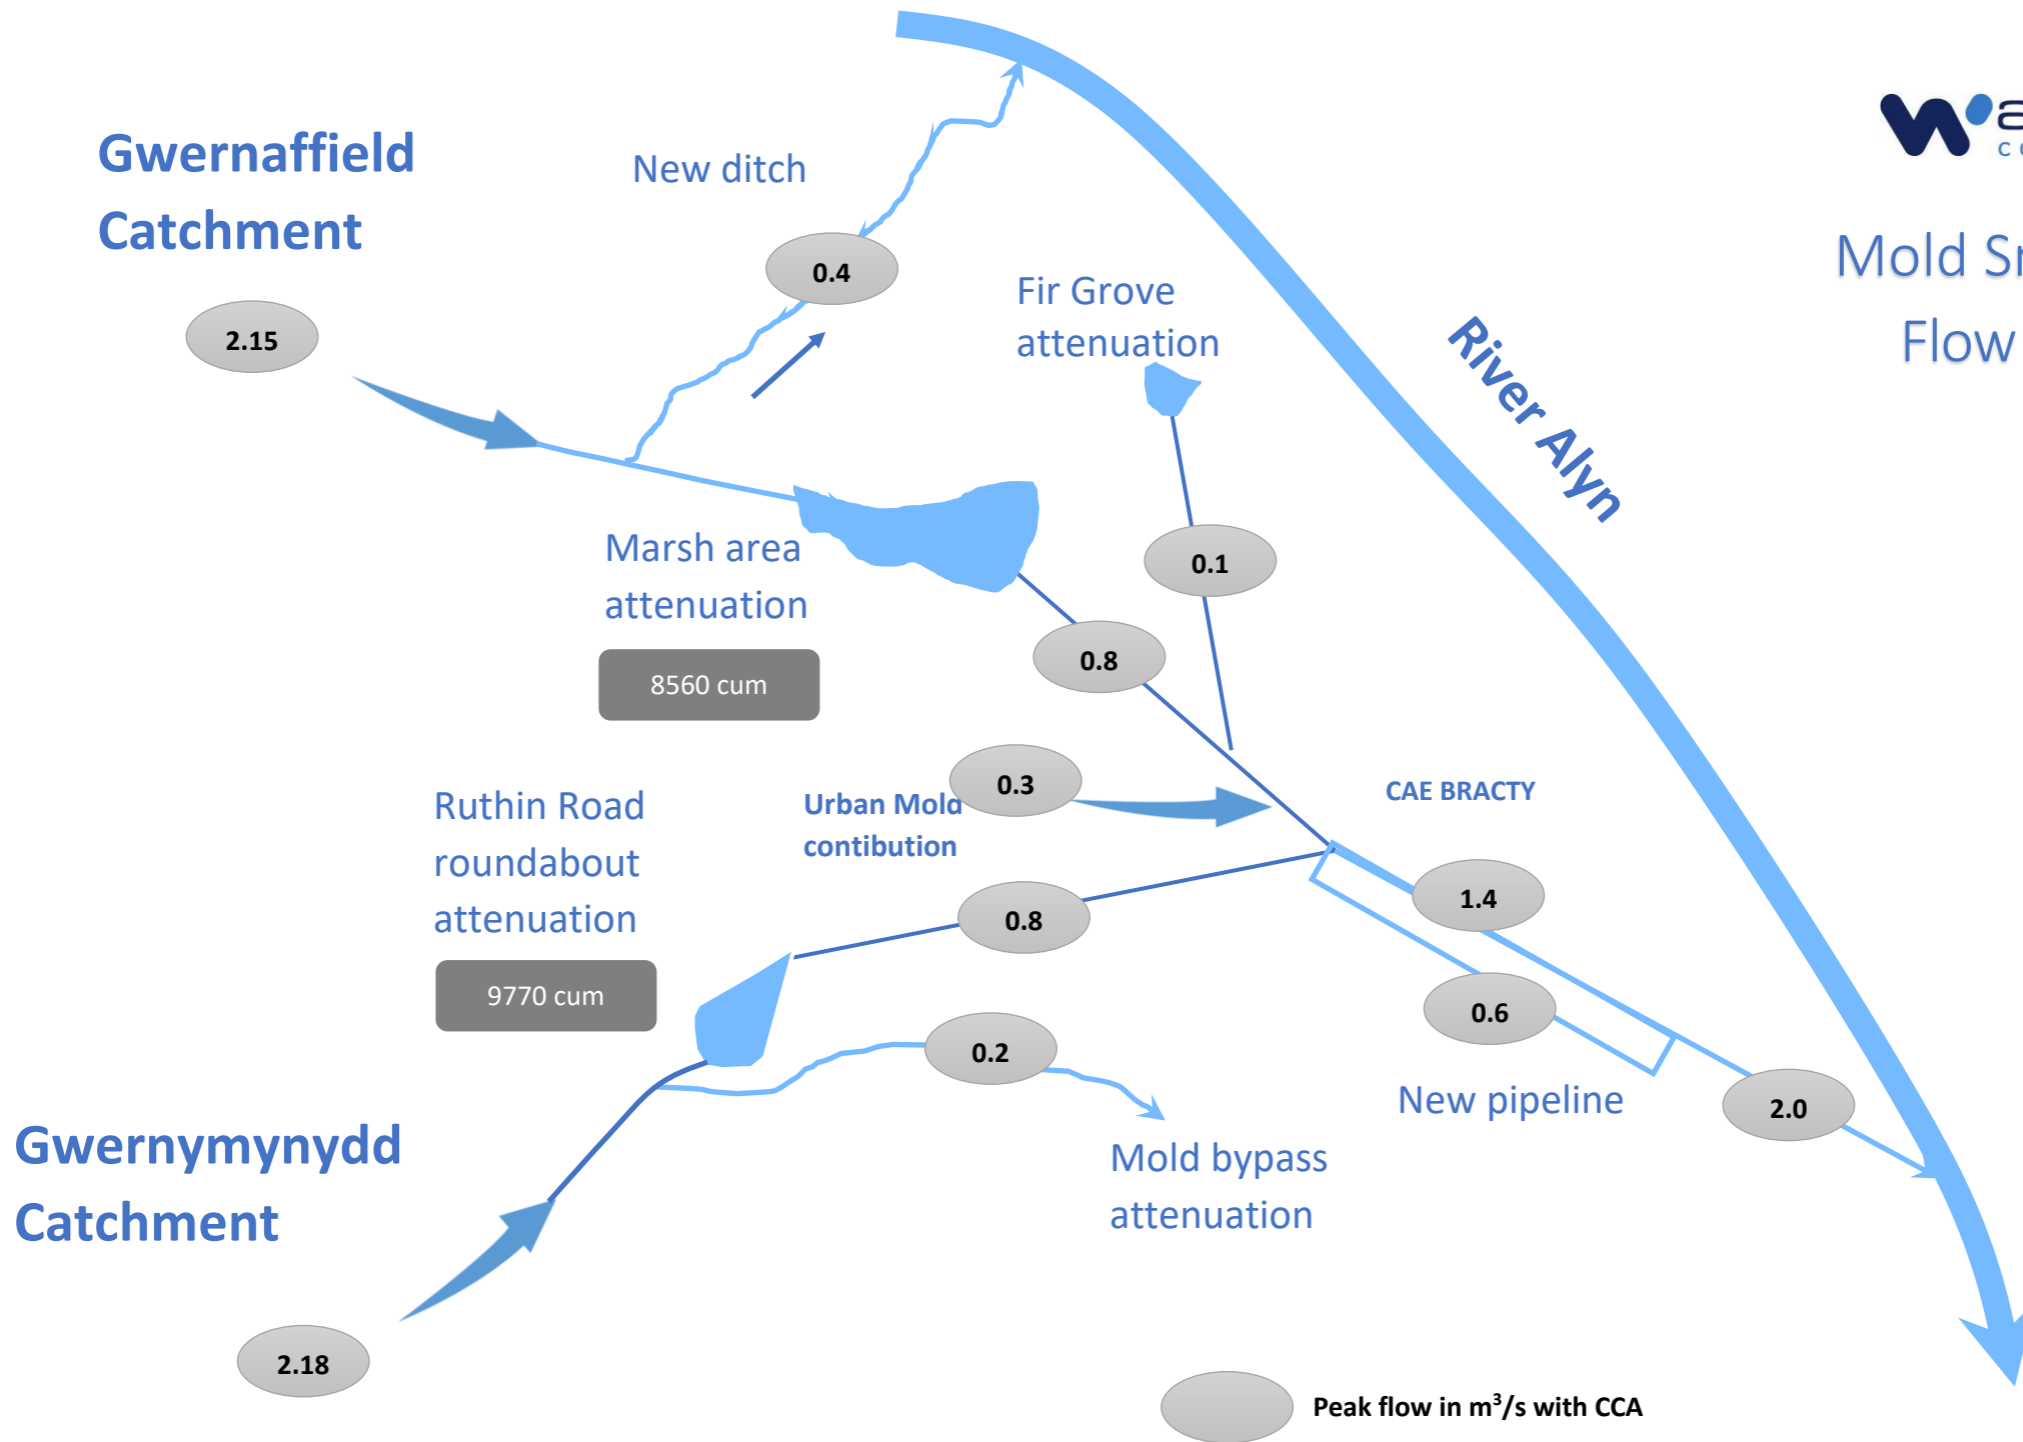 Gwernaffield
Catchment
2.15
New ditch
0.4
Fir Grove
attenuation
Mold
Flow
River Alyn
Marsh area
attenuation
8560 cum
0.1
0.8
0.3
Urban Mold
contibution
CAE BRACTY
Ruthin Road
roundabout
attenuation
9770 cum
0.8
1.4
0.6
New pipeline
2.0
0.2
Mold bypass
attenuation
Gwernymynydd
Catchment
2.18
Peak flow in m³/s with CCA